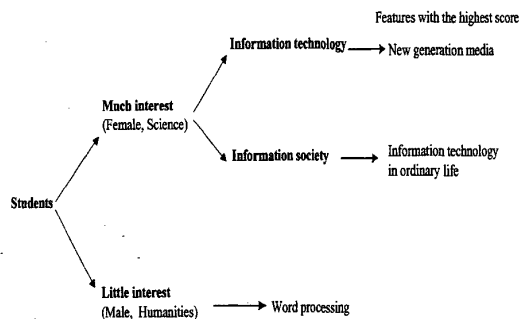 Features with the highest score
Information technology
New generation media
Mnch interest
(Female, Science)
Information society
Information technology
in ordinary life
Students
Little interest
(Male, Humanities)
Word processing